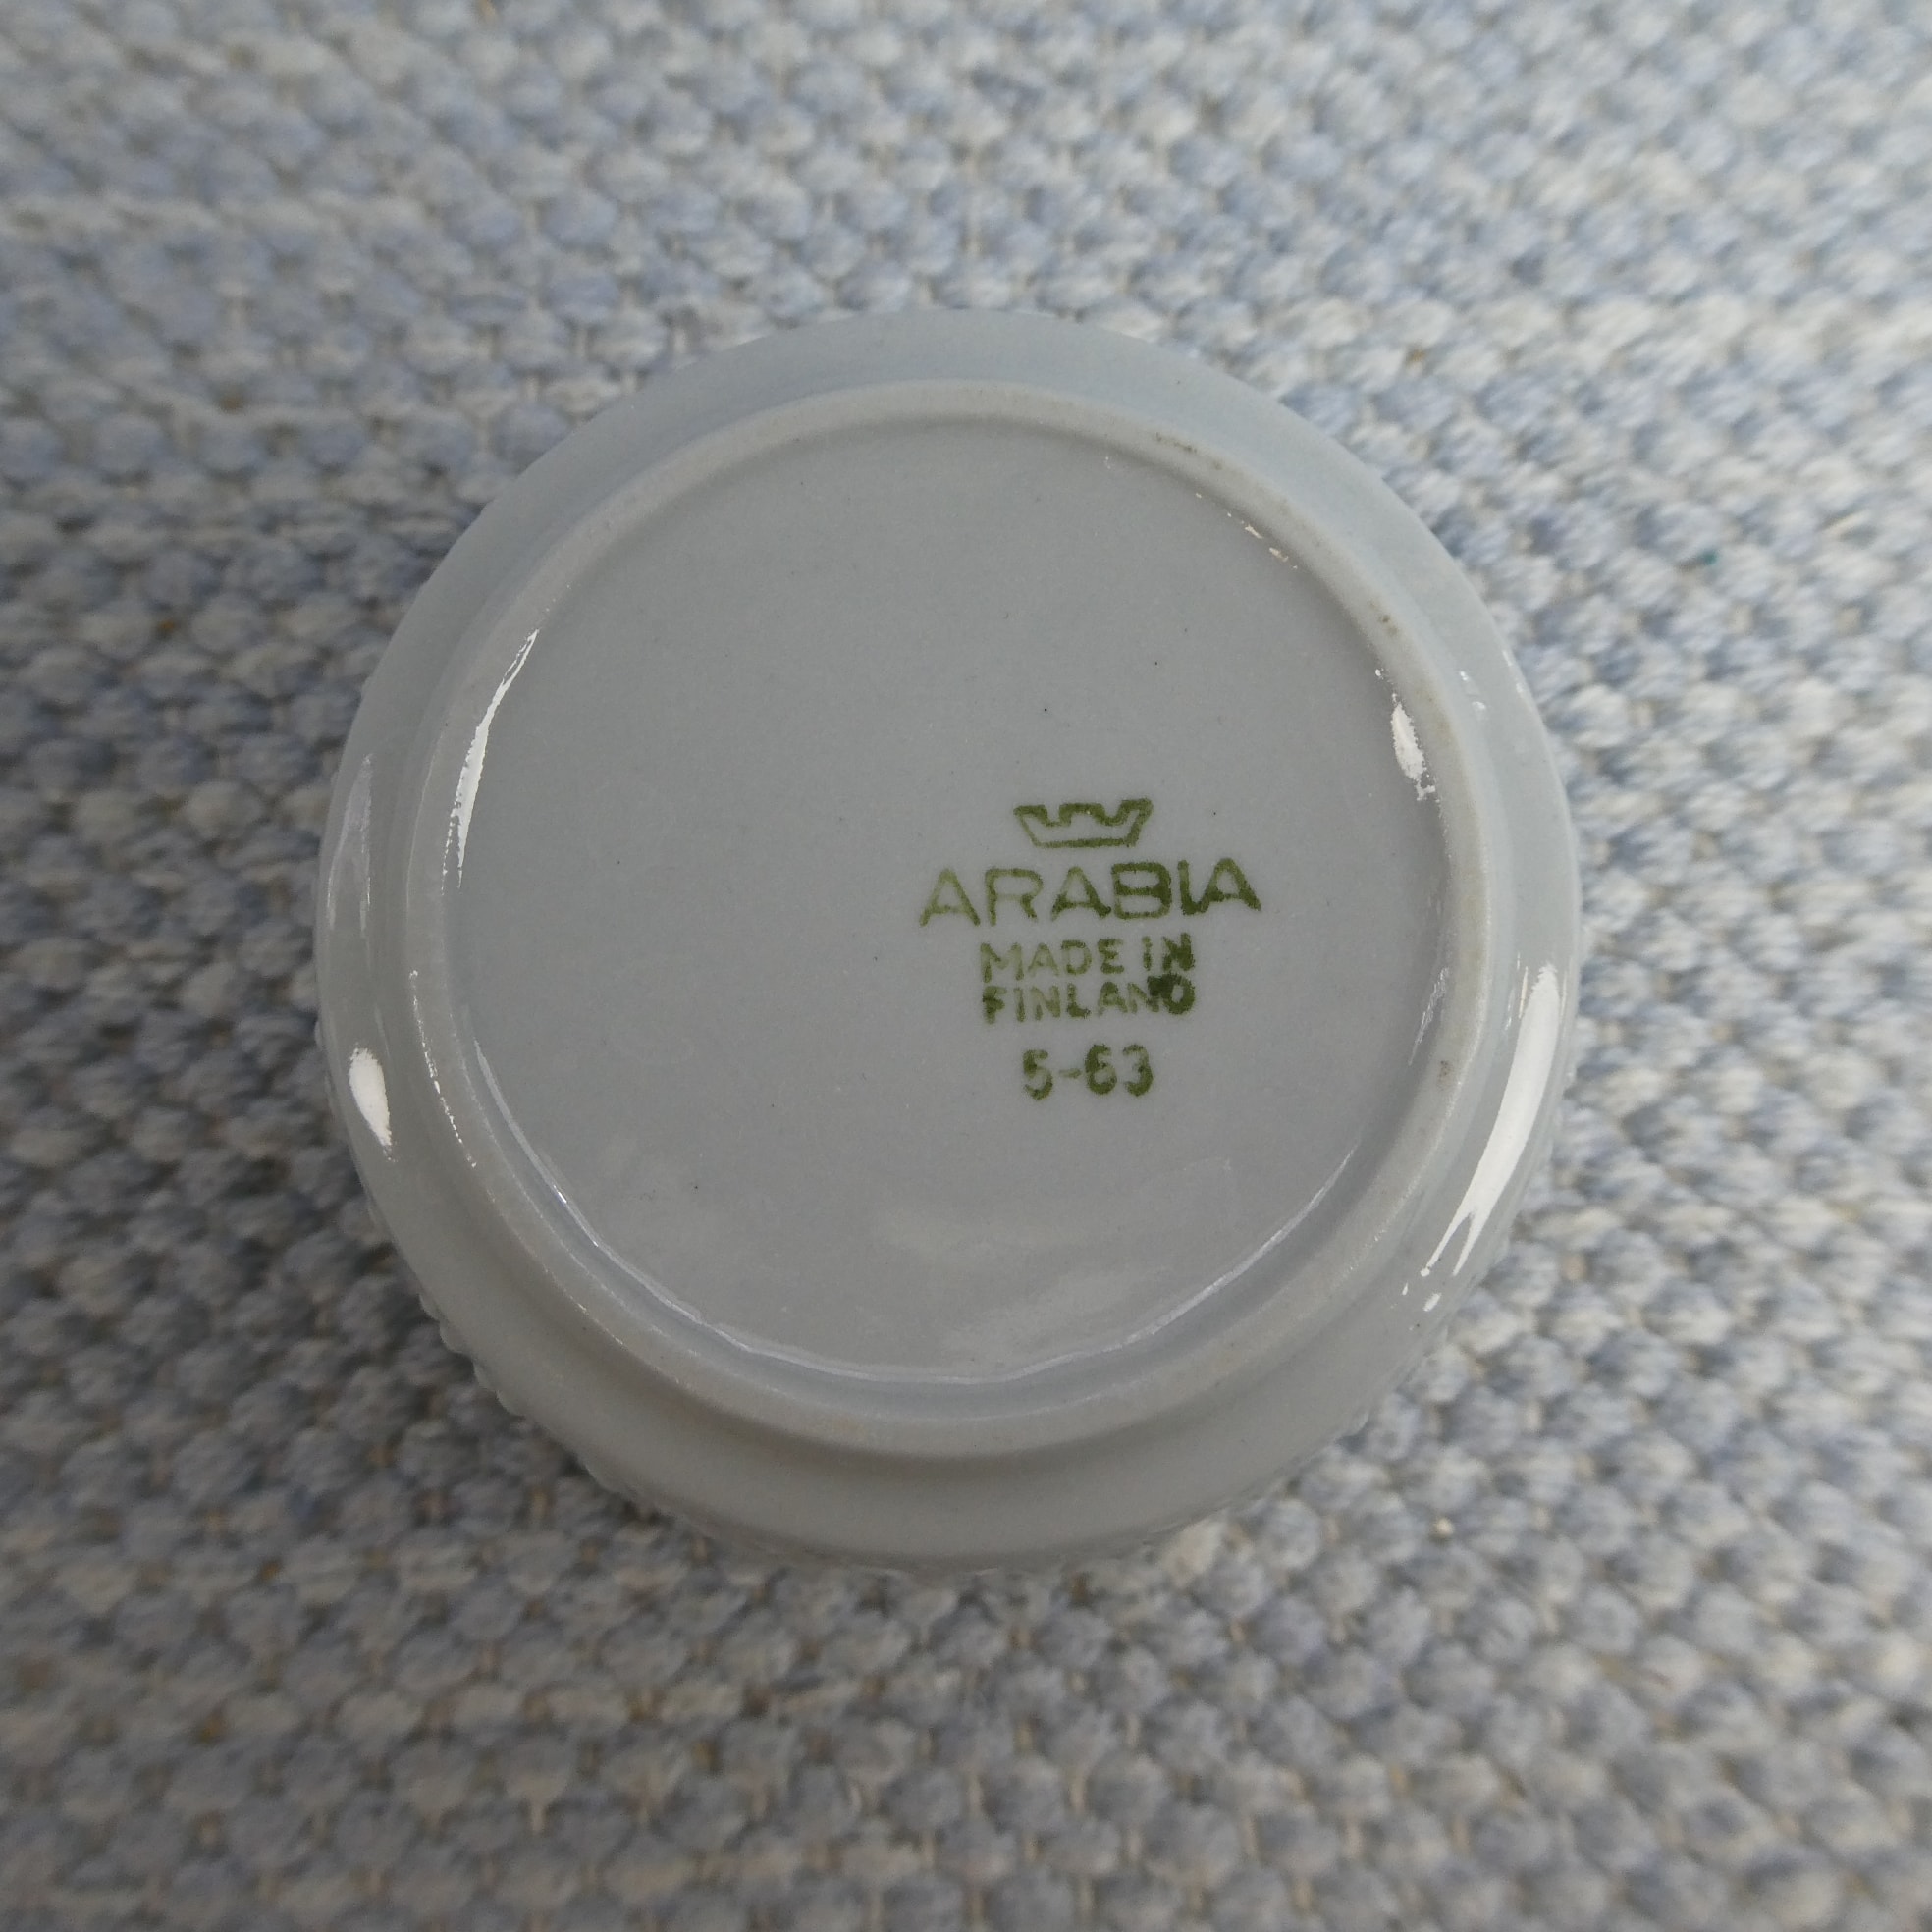 ARABIA
MADE IN
FINLAND
5-63